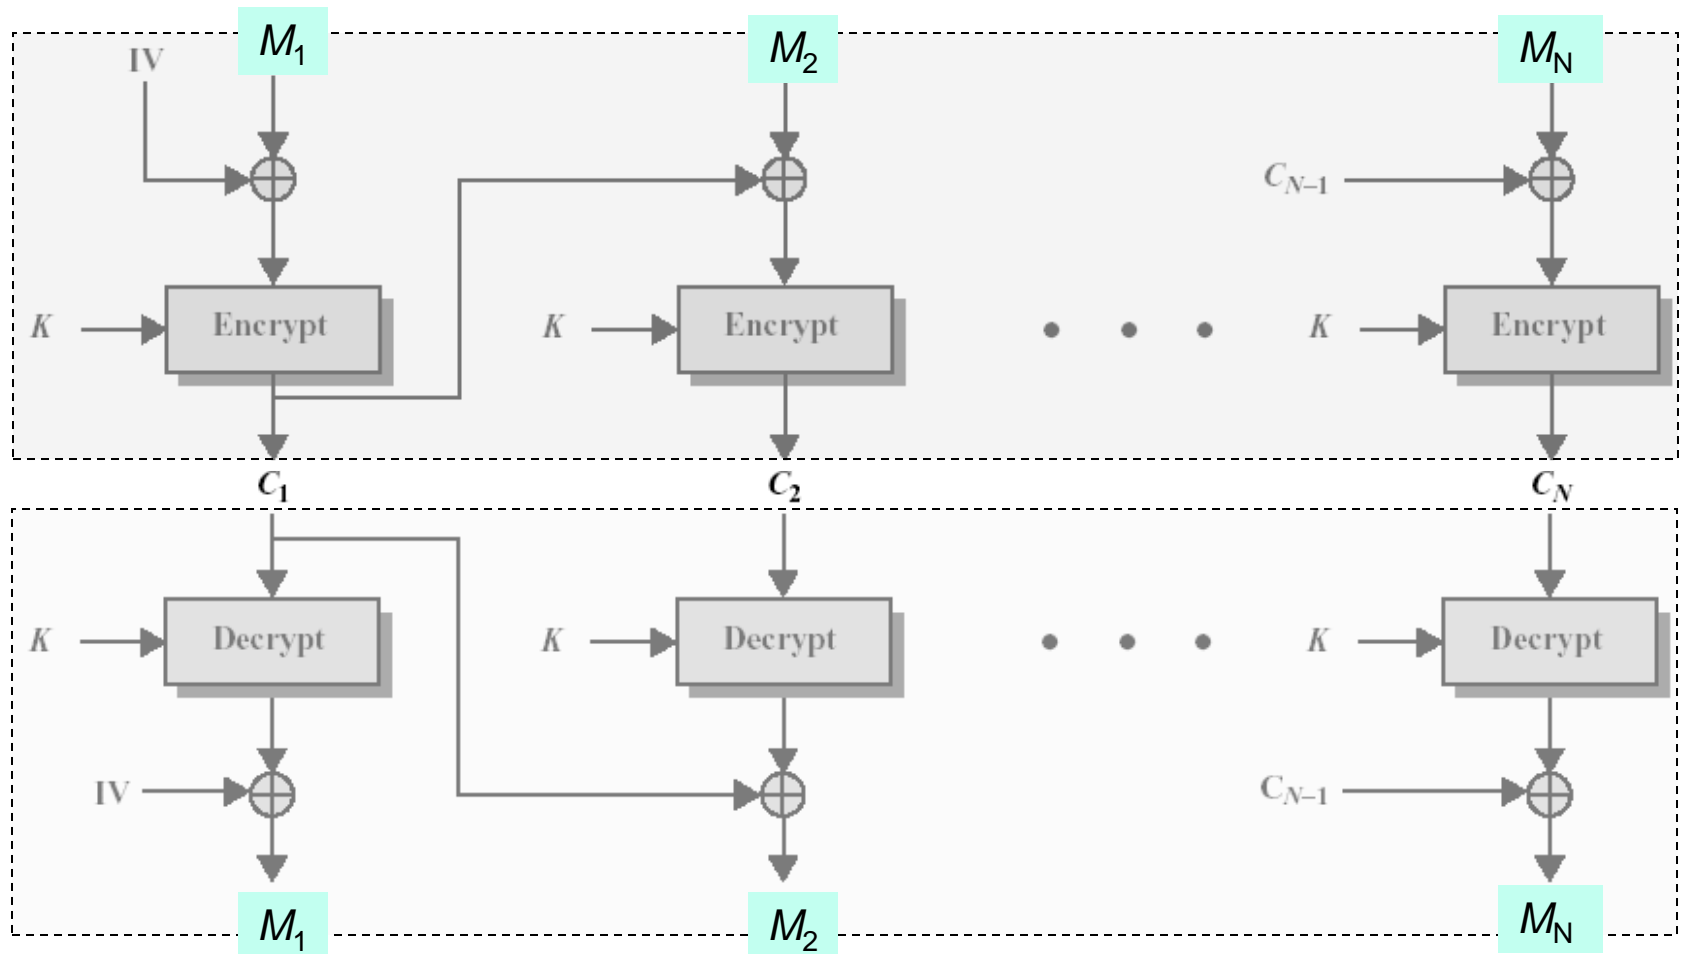 M1 M2 MN
IV
CN–1
K Encrypt K Encrypt K Encrypt
C1 C2 CN
K Decrypt K Decrypt K Decrypt
IV CN–1
M1 M2 MN